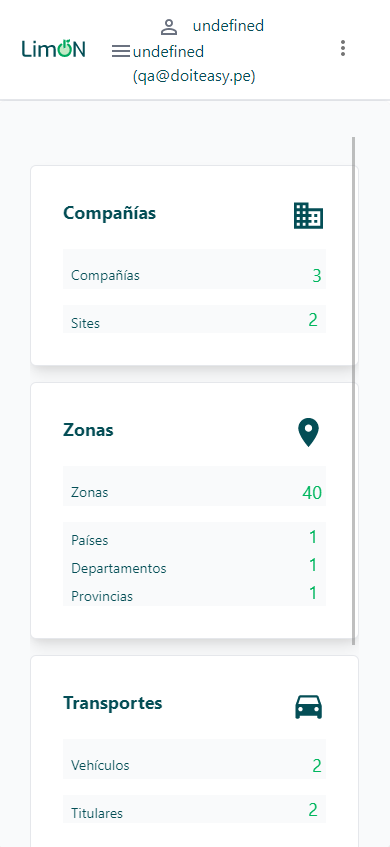 LimÓN
undefined
undefined
(qa@doiteasy.pe)
Compañías
Compañías 3
Sites 2
Zonas
Zonas 40
Países 1
Departamentos 1
Provincias 1
Transportes
Vehículos 2
Titulares 2